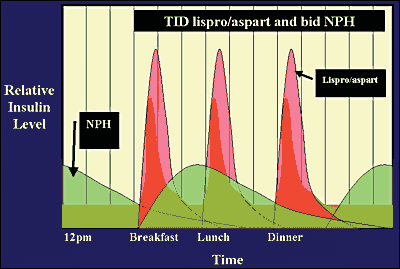 TID lispro/aspart and bid NPH
Relative
Insulin
Level
NPH
Lispro/aspart
12pm Breakfast Lunch Dinner
Time